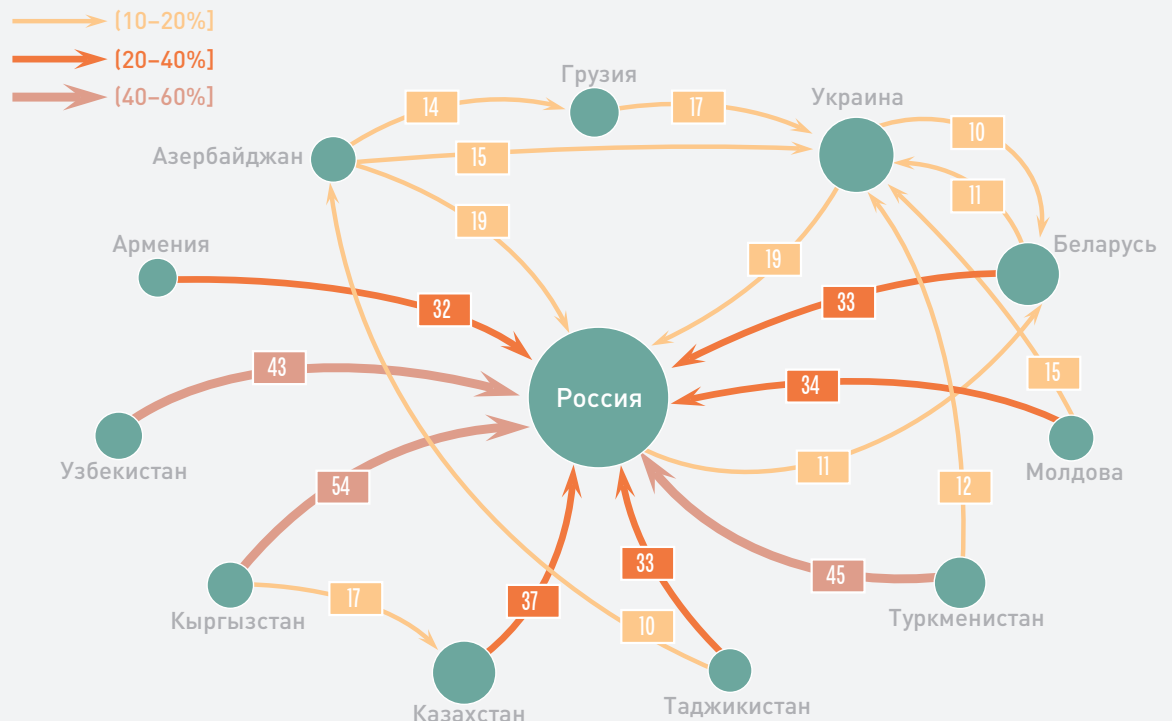 (10–20%]
(20–40%]
(40–60%]
Грузия
Украина
14
17
10
Азербайджан
15
11
19
Армения
19
Беларусь
32
33
43
34
15
Россия
Узбекистан
11
Молдова
54
12
33
45
17
37
Кыргызстан
10
Туркменистан
Таджикистан
Казахстан